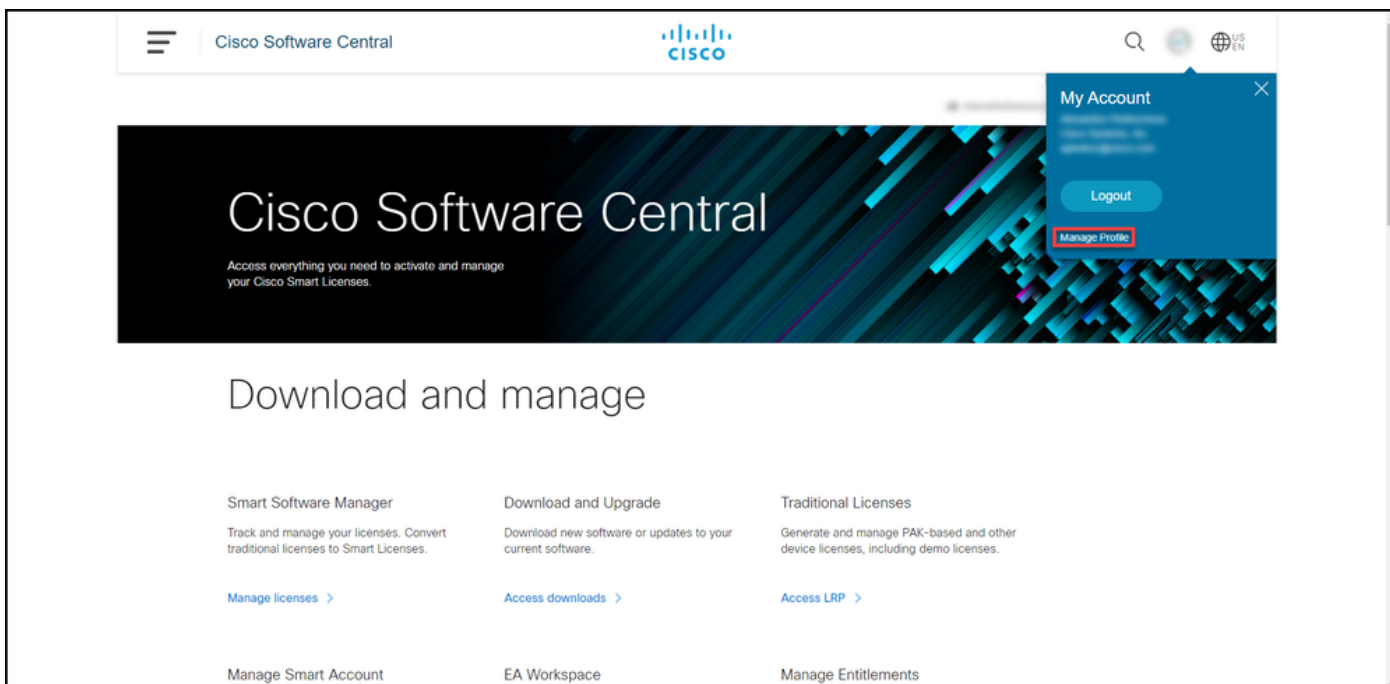 Cisco Software Central
CISCO
US
EN
My Account
Logout
Manage Profile
Cisco Software Central
Access everything you need to activate and manage
your Cisco Smart Licenses.
Download and manage
Smart Software Manager
Track and manage your licenses. Convert
traditional licenses to Smart Licenses.
Manage licenses
Download and Upgrade
Download new software or updates to your
current software.
Access downloads
Traditional Licenses
Generate and manage PAK-based and other
device licenses, including demo licenses.
Access LRP
Manage Smart Account
EA Workspace
Manage Entitlements